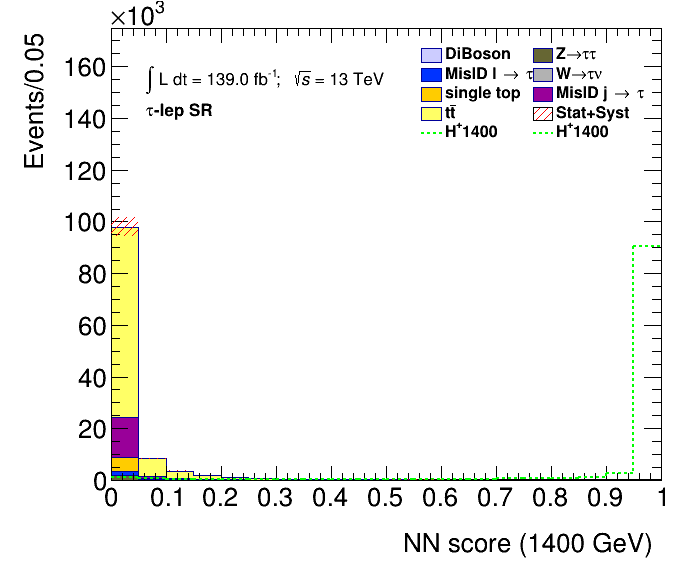 ×10³
Events/0.05
160
140
120
100
80
60
40
20
0
∫ L dt = 139.0 fb⁻¹; √s = 13 TeV
τ-lep SR
DiBoson
MisID l → τ
single top
tt̄
H⁺1400
Z→ττ
W→τν
MisID j → τ
Stat+Syst
H⁺1400
0 0.1 0.2 0.3 0.4 0.5 0.6 0.7 0.8 0.9 1
NN score (1400 GeV)